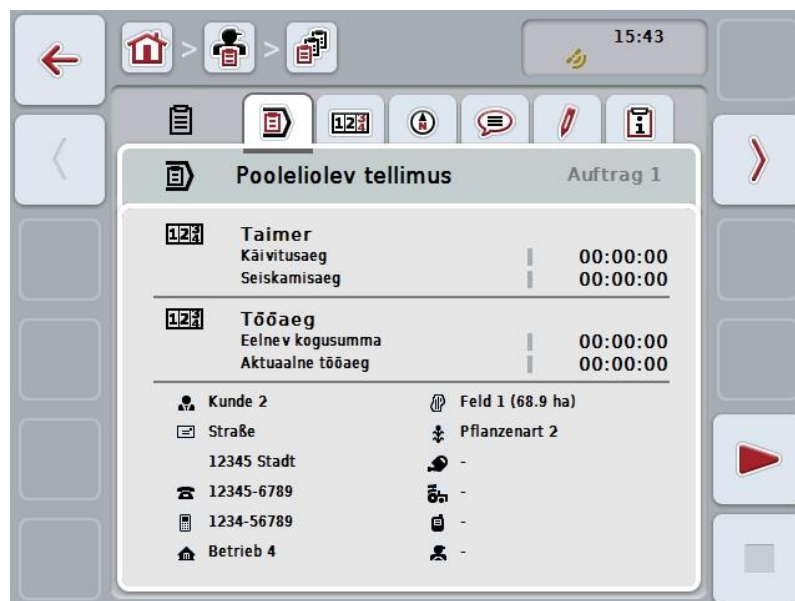 15:43
Pooleliolev tellimus Auftrag 1
Taimer
Käivitusaeg 00:00:00
Seiskamisaeg 00:00:00
Tööaeg
Eelnev kogusumma 00:00:00
Aktuaalne tööaeg 00:00:00
Kunde 2 Feld 1 (68.9 ha)
Straße Pflanzenart 2
12345 Stadt -
12345-6789 -
1234-56789 -
Betrieb 4 -